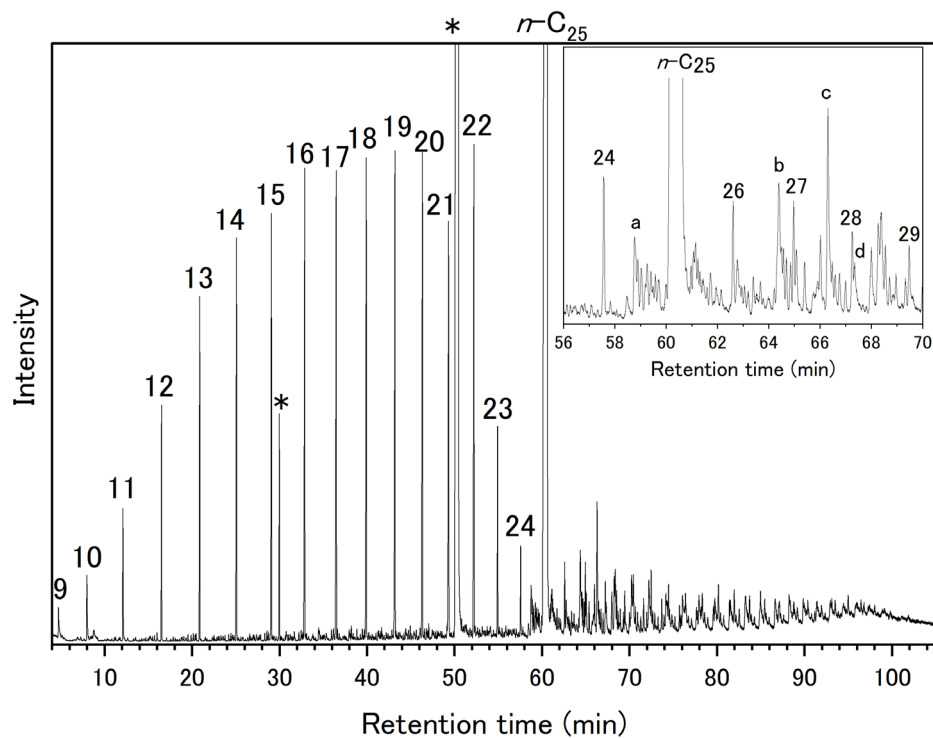 * n-C25
n-C25
c
24
b
26
27
a
28
d
29
56 58 60 62 64 66 68 70
Retention time (min)
22
19
20
18
16
17
15
21
14
13
*
12
23
11
24
10
9
Intensity
10 20 30 40 50 60 70 80 90 100
Retention time (min)